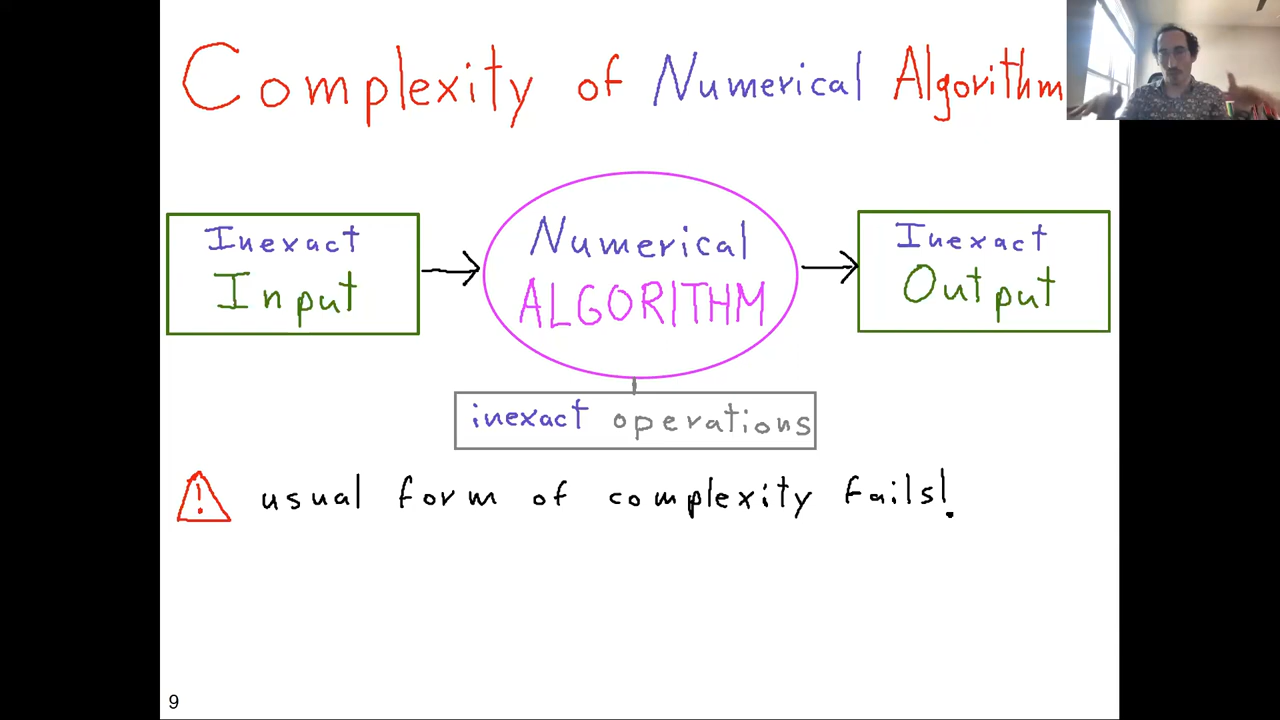 Complexity of Numerical Algorithm
Inexact
Input
Numerical
ALGORITHM
Inexact
Output
inexact operations
! usual form of complexity fails!
9